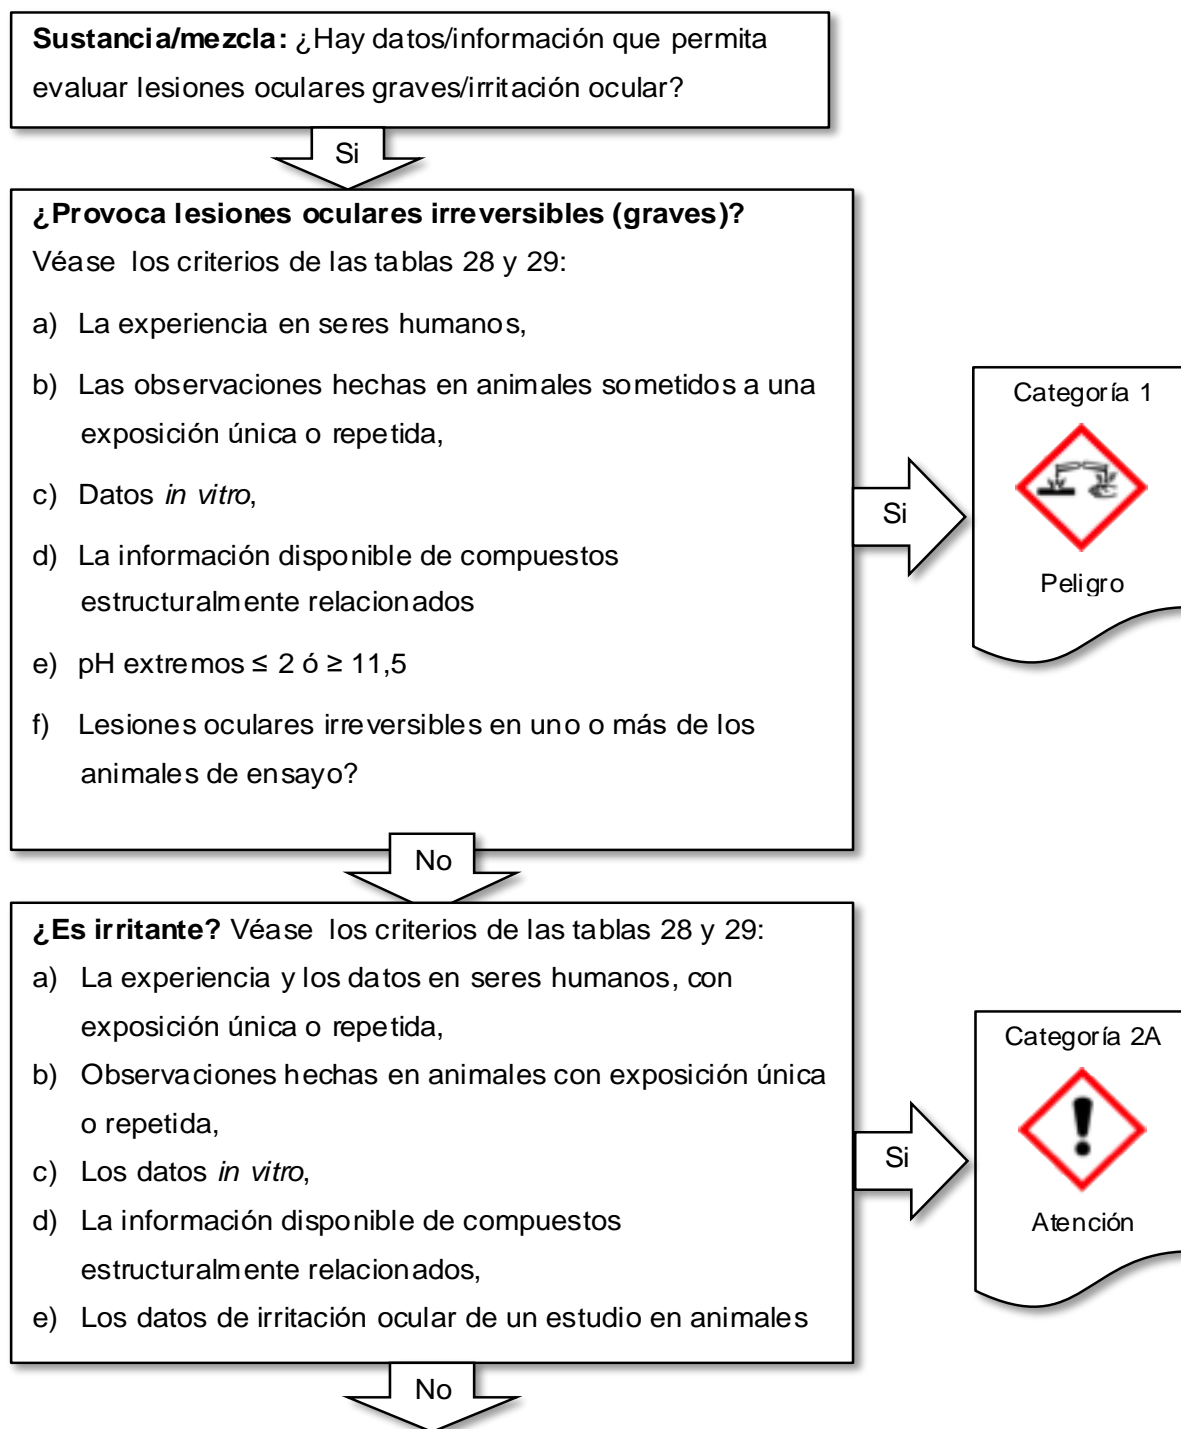 Sustancia/mezcla: ¿Hay datos/información que permita
evaluar lesiones oculares graves/irritación ocular?
Si
¿Provoca lesiones oculares irreversibles (graves)?
Véase los criterios de las tablas 28 y 29:
a) La experiencia en seres humanos,
b) Las observaciones hechas en animales sometidos a una
exposición única o repetida,
c) Datos in vitro,
d) La información disponible de compuestos
estructuralmente relacionados
e) pH extremos ≤ 2 ó ≥ 11,5
f) Lesiones oculares irreversibles en uno o más de los
animales de ensayo?
Si
Categoría 1
Peligro
No
¿Es irritante? Véase los criterios de las tablas 28 y 29:
a) La experiencia y los datos en seres humanos, con
exposición única o repetida,
b) Observaciones hechas en animales con exposición única
o repetida,
c) Los datos in vitro,
d) La información disponible de compuestos
estructuralmente relacionados,
e) Los datos de irritación ocular de un estudio en animales
Si
Categoría 2A
Atención
No